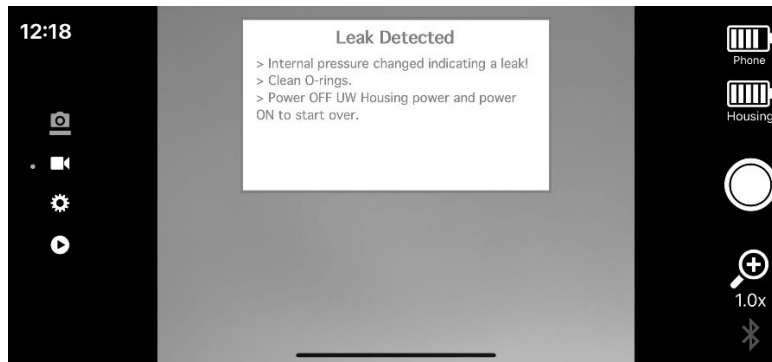 12:18
Leak Detected
> Internal pressure changed indicating a leak!
> Clean O-rings.
> Power OFF UW Housing power and power
ON to start over.
Phone
Housing
1.0x